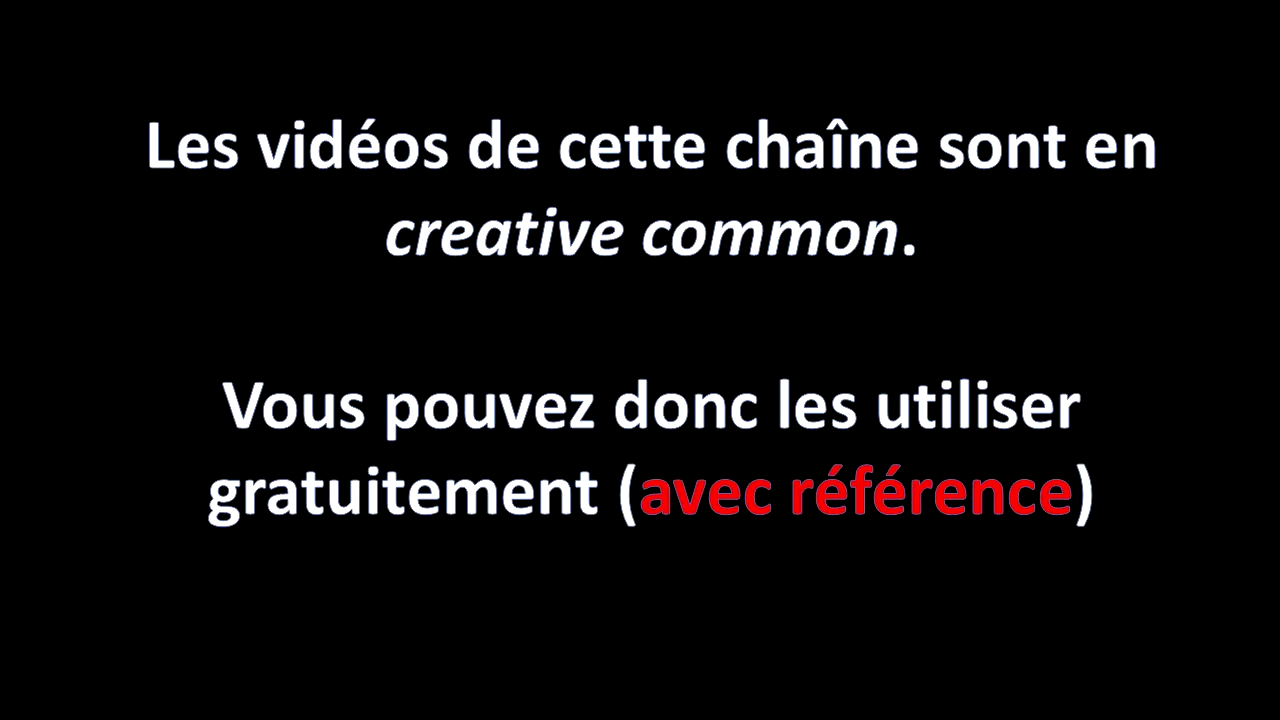 Les vidéos de cette chaîne sont en
creative common.
Vous pouvez donc les utiliser
gratuitement (avec référence)